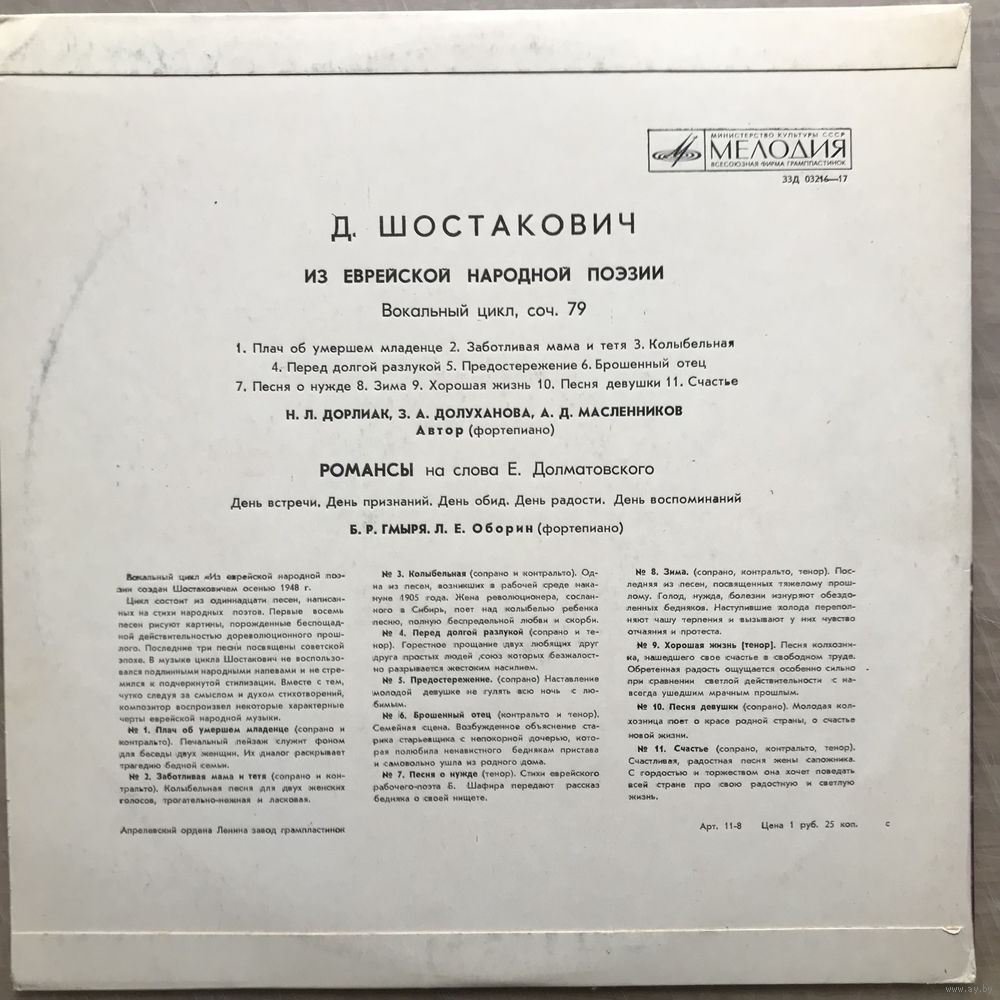 МИНИСТЕРСТВО КУЛЬТУРЫ СССР
МЕЛОДИЯ
ВСЕСОЮЗНАЯ ФИРМА ГРАМПЛАСТИНОК
33Д 03216—17
Д. ШОСТАКОВИЧ
ИЗ ЕВРЕЙСКОЙ НАРОДНОЙ ПОЭЗИИ
Вокальный цикл, соч. 79
1. Плач об умершем младенце 2. Заботливая мама и тетя 3. Колыбельная
4. Перед долгой разлукой 5. Предостережение 6. Брошенный отец
7. Песня о нужде 8. Зима 9. Хорошая жизнь 10. Песня девушки 11. Счастье
Н. Л. ДОРЛИАК, З. А. ДОЛУХАНОВА, А. Д. МАСЛЕННИКОВ
Автор (фортепиано)
РОМАНСЫ на слова Е. Долматовского
День встречи. День признаний. День обид. День радости. День воспоминаний
Б. Р. ГМЫРЯ. Л. Е. Оборин (фортепиано)
Вокальный цикл «Из еврейской народной поэ-
зии создан Шостаковичем осенью 1948 г.
Цикл состоит из одиннадцати песен, написан-
ных на стихи народных поэтов. Первые восемь
песен рисуют картины, порожденные беспощад-
ной действительностью дореволюционного прош-
лого. Последние три песни посвящены советской
эпохе. В музыке цикла Шостакович не воспользо-
вался подлинными народными напевами и не стре-
мился к подчеркнутой стилизации. Вместе с тем,
чутко следуя за смыслом и духом стихотворений,
композитор воспроизвел некоторые характерные
черты еврейской народной музыки.
№ 1. Плач об умершем младенце (сопрано и
контральто). Печальный пейзаж служит фоном
для беседы двух женщин. Их диалог раскрывает
трагедию бедной семьи.
№ 2. Заботливая мама и тетя (сопрано и кон-
тральто). Колыбельная песня для двух женских
голосов, трогательно-нежная и ласковая.
№ 3. Колыбельная (сопрано и контральто). Од-
на из песен, возникших в рабочей среде нака-
нуне 1905 года. Жена революционера, сослан-
ного в Сибирь, поет над колыбелью ребенка
песню, полную беспредельной любви и скорби.
№ 4. Перед долгой разлукой (сопрано и те-
нор). Горестное прощание двух любящих друг
друга простых людей ,союз которых безжалост-
но разрывается жестоким насилием.
№ 5. Предостережение. (сопрано) Наставление
молодой девушке не гулять всю ночь с лю-
бимым.
№ 6. Брошенный отец (контральто и тенор).
Семейная сцена. Возбужденное объяснение ста-
рика старьевщика с непокорной дочерью, кото-
рая полюбила ненавистного беднякам пристава
и самовольно ушла из родного дома.
№ 7. Песня о нужде (тенор). Стихи еврейского
рабочего-поэта Б. Шафира передают рассказ
бедняка о своей нищете.
№ 8. Зима. (сопрано, контральто, тенор). Пос-
ледняя из песен, посвященных тяжелому прош-
лому. Голод, нужда, болезни изнуряют обездо-
ленных бедняков. Наступившие холода перепол-
няют чашу терпения и вызывают у них чувство
отчаяния и протеста.
№ 9. Хорошая жизнь [тенор]. Песня колхозни-
ка, нашедшего свое счастье в свободном труде.
Обретенная радость ощущается особенно сильно
при сравнении светлой действительности с на-
всегда ушедшим мрачным прошлым.
№ 10. Песня девушки (сопрано). Молодая кол-
хозница поет о красе родной страны, о счастье
новой жизни.
№ 11. Счастье (сопрано, контральто, тенор).
Счастливая, радостная песня жены сапожника.
С гордостью и торжеством она хочет поведать
всей стране про свою радостную и светлую
жизнь.
Апрелевский ордена Ленина завод грампластинок
Арт. 11-8 Цена 1 руб. 25 коп. с
www.ay.by